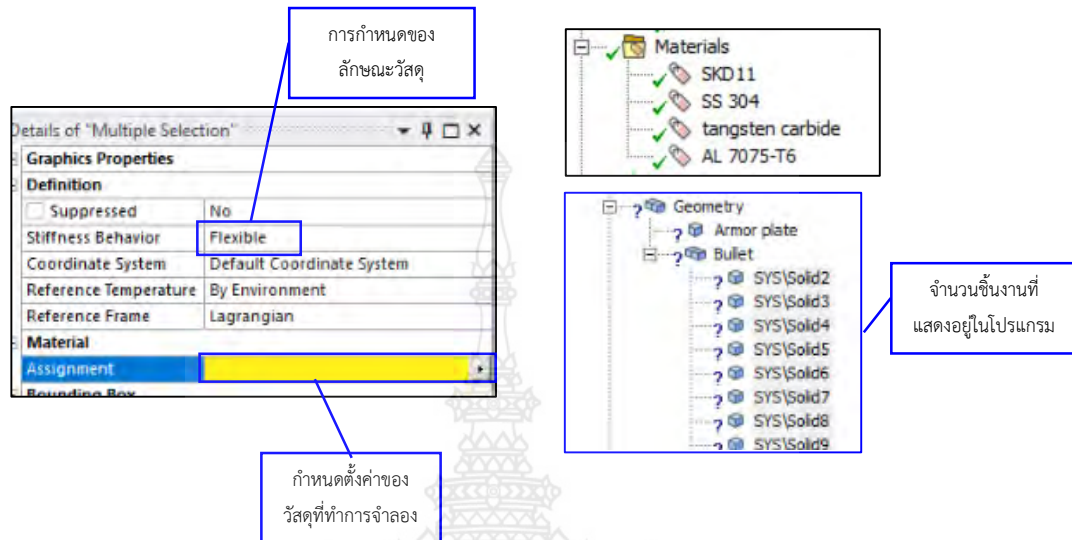 การกำหนดของ
ลักษณะวัสดุ
Details of "Multiple Selection"
Graphics Properties
Definition
Suppressed No
Stiffness Behavior Flexible
Coordinate System Default Coordinate System
Reference Temperature By Environment
Reference Frame Lagrangian
Material
Assignment
Bounding Box
กำหนดตั้งค่าของ
วัสดุที่ทำการจำลอง
Materials
SKD11
SS 304
tangsten carbide
AL 7075-T6
Geometry
Armor plate
Bullet
SYS\Solid2
SYS\Solid3
SYS\Solid4
SYS\Solid5
SYS\Solid6
SYS\Solid7
SYS\Solid8
SYS\Solid9
จำนวนชิ้นงานที่
แสดงอยู่ในโปรแกรม